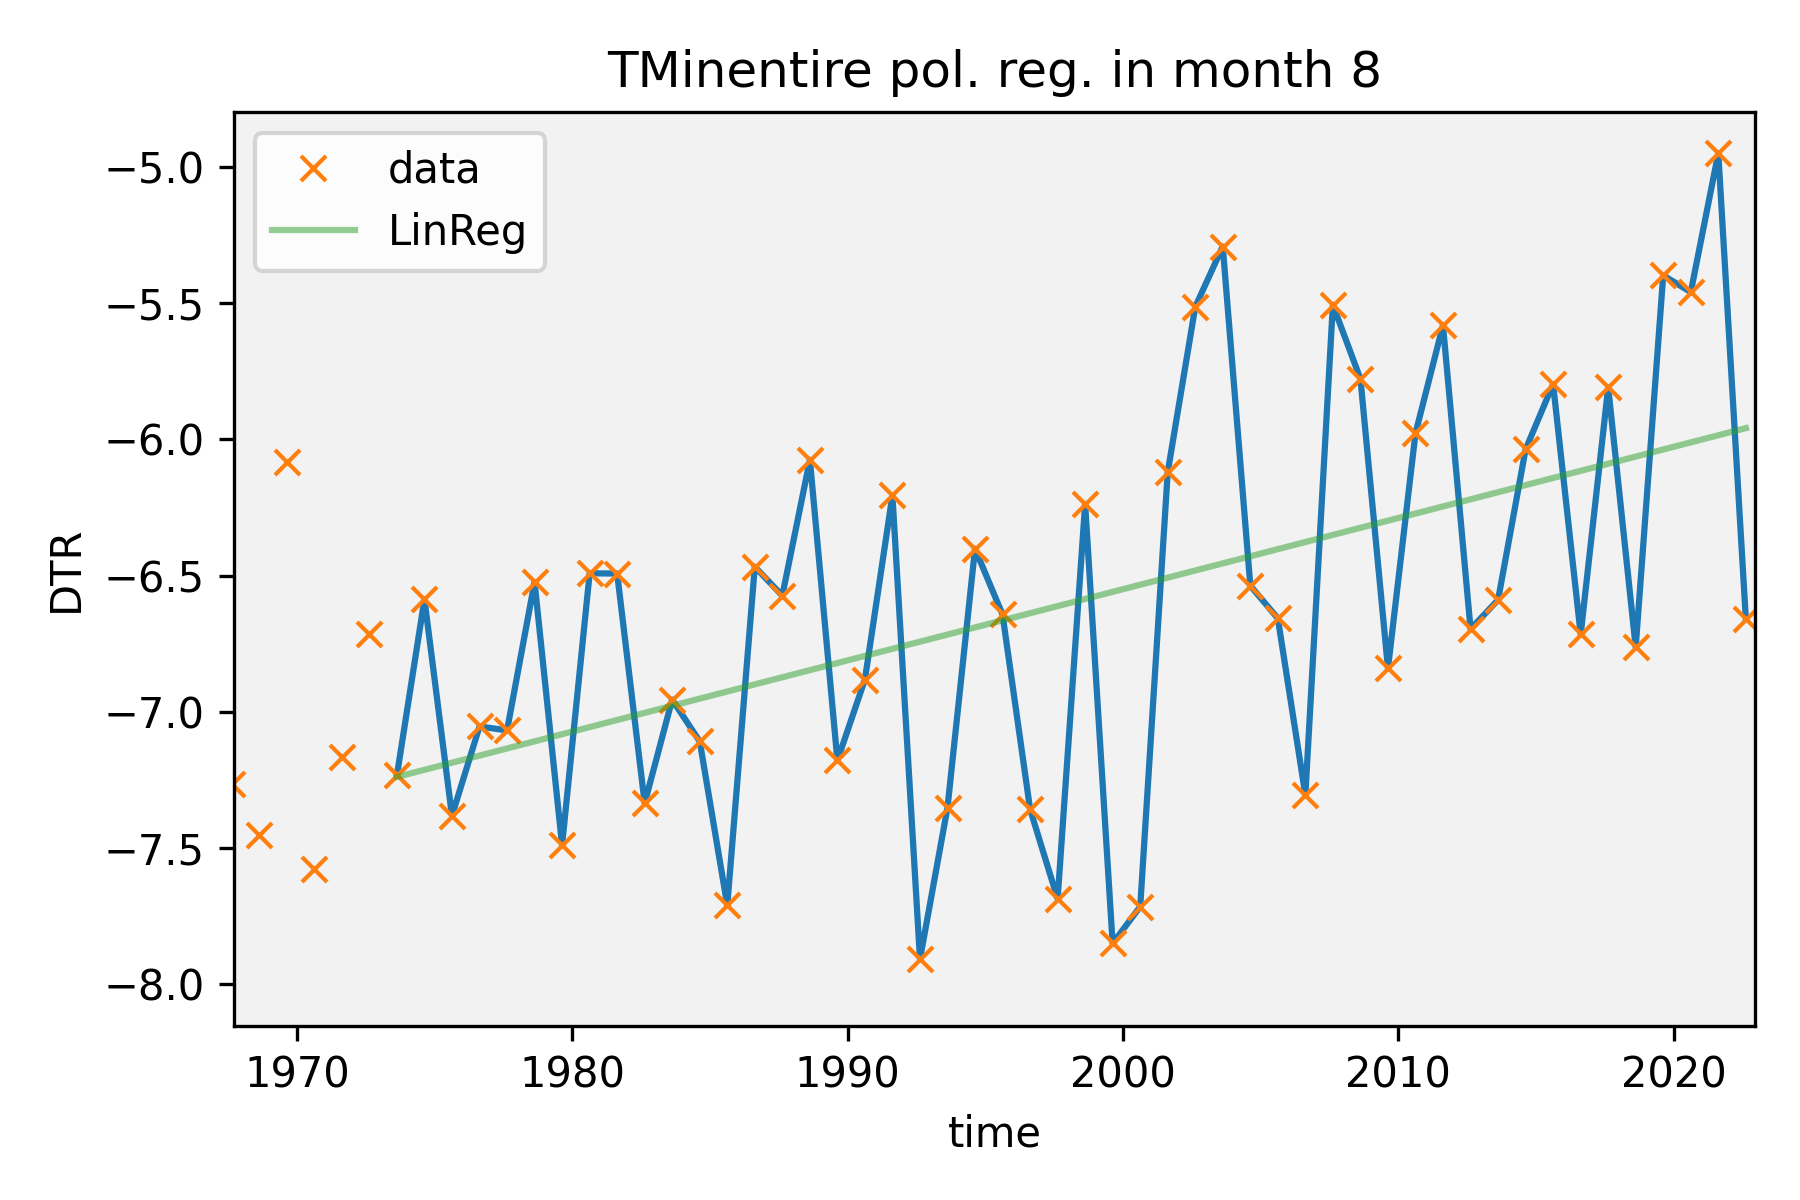 TMinentire pol. reg. in month 8
data
LinReg
DTR
−5.0
−5.5
−6.0
−6.5
−7.0
−7.5
−8.0
1970 1980 1990 2000 2010 2020
time